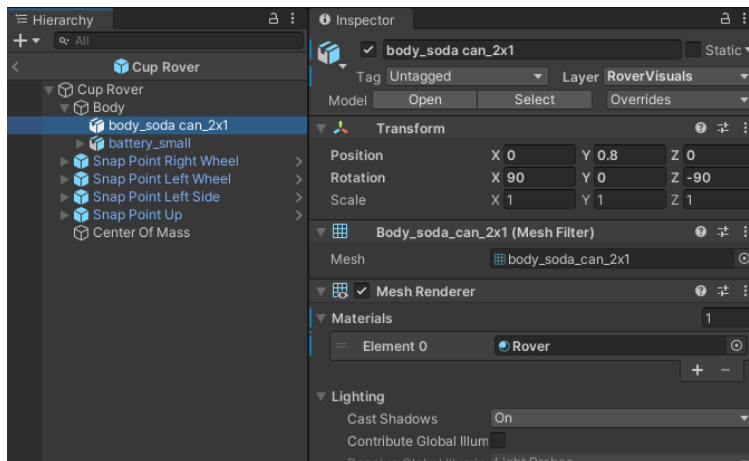 Hierarchy
All
Cup Rover
Cup Rover
Body
body_soda can_2x1
battery_small
Snap Point Right Wheel
Snap Point Left Wheel
Snap Point Left Side
Snap Point Up
Center Of Mass
Inspector
body_soda can_2x1 Static
Tag Untagged Layer RoverVisuals
Model Open Select Overrides
Transform
Position X 0 Y 0.8 Z 0
Rotation X 90 Y 0 Z -90
Scale X 1 Y 1 Z 1
Body_soda_can_2x1 (Mesh Filter)
Mesh body_soda_can_2x1
Mesh Renderer
Materials 1
Element 0 Rover
Lighting
Cast Shadows On
Contribute Global Illum